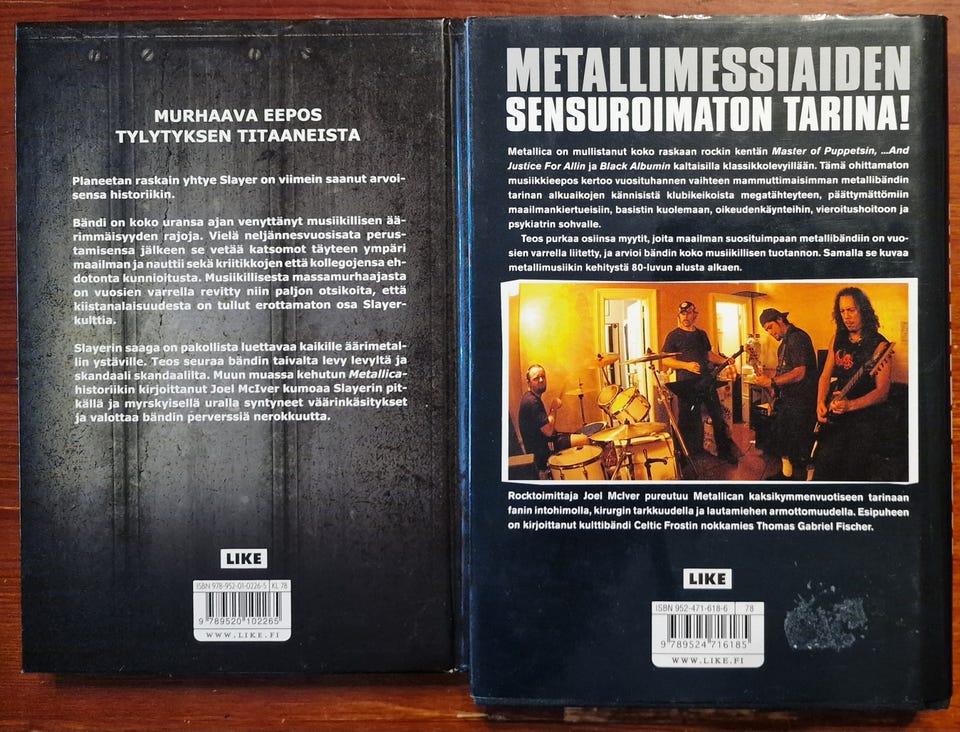 MURHAAVA EEPOS
TYLYTYKSEN TITAANEISTA
Planeetan raskain yhtye Slayer on viimein saanut arvoi-
sensa historiikin.
Bändi on koko uransa ajan venyttänyt musiikillisen ää-
rimmäisyyden rajoja. Vielä neljännesvuosisata perus-
tamisensa jälkeen se vetää katsomot täyteen ympäri
maailman ja nauttii sekä kriitikkojen että kollegojensa eh-
dotonta kunnioitusta. Musiikillisesta massamurhaajasta
on vuosien varrella revitty niin paljon otsikoita, että
kiistanalaisuudesta on tullut erottamaton osa Slayer-
kulttia.
Slayerin saaga on pakollista luettavaa kaikille äärimetal-
lin ystäville. Teos seuraa bändin taivalta levy levyltä ja
skandaali skandaalilta. Muun muassa kehutun Metallica-
historiikin kirjoittanut Joel McIver kumoaa Slayerin pit-
källä ja myrskyisellä uralla syntyneet väärinkäsitykset
ja valottaa bändin perverssiä nerokkuutta.
LIKE
ISBN 978-952-01-0226-5 KL 78
9 789520 102265
WWW.LIKE.FI
METALLIMESSIAIDEN
SENSUROIMATON TARINA!
Metallica on mullistanut koko raskaan rockin kentän Master of Puppetsin, ...And
Justice For Allin ja Black Albumin kaltaisilla klassikkolevyillään. Tämä ohittamaton
musiikkieepos kertoo vuosituhannen vaihteen mammuttimaisimman metallibändin
tarinan alkuaikojen kännisistä klubikeikoista megatähteyteen, päättymättömiin
maailmankiertueisiin, basistin kuolemaan, oikeudenkäynteihin, vieroitushoitoon ja
psykiatrin sohvalle.
Teos purkaa osiinsa myytit, joita maailman suosituimpaan metallibändiin on vuo-
sien varrella liitetty, ja arvioi bändin koko musiikillisen tuotannon. Samalla se kuvaa
metallimusiikin kehitystä 80-luvun alusta alkaen.
Rocktoimittaja Joel McIver pureutuu Metallican kaksikymmenvuotiseen tarinaan
fanin intohimolla, kirurgin tarkkuudella ja lautamiehen armottomuudella. Esipuheen
on kirjoittanut kulttibändi Celtic Frostin nokkamies Thomas Gabriel Fischer.
LIKE
ISBN 952-471-618-6 78
9 789524 716185
WWW.LIKE.FI